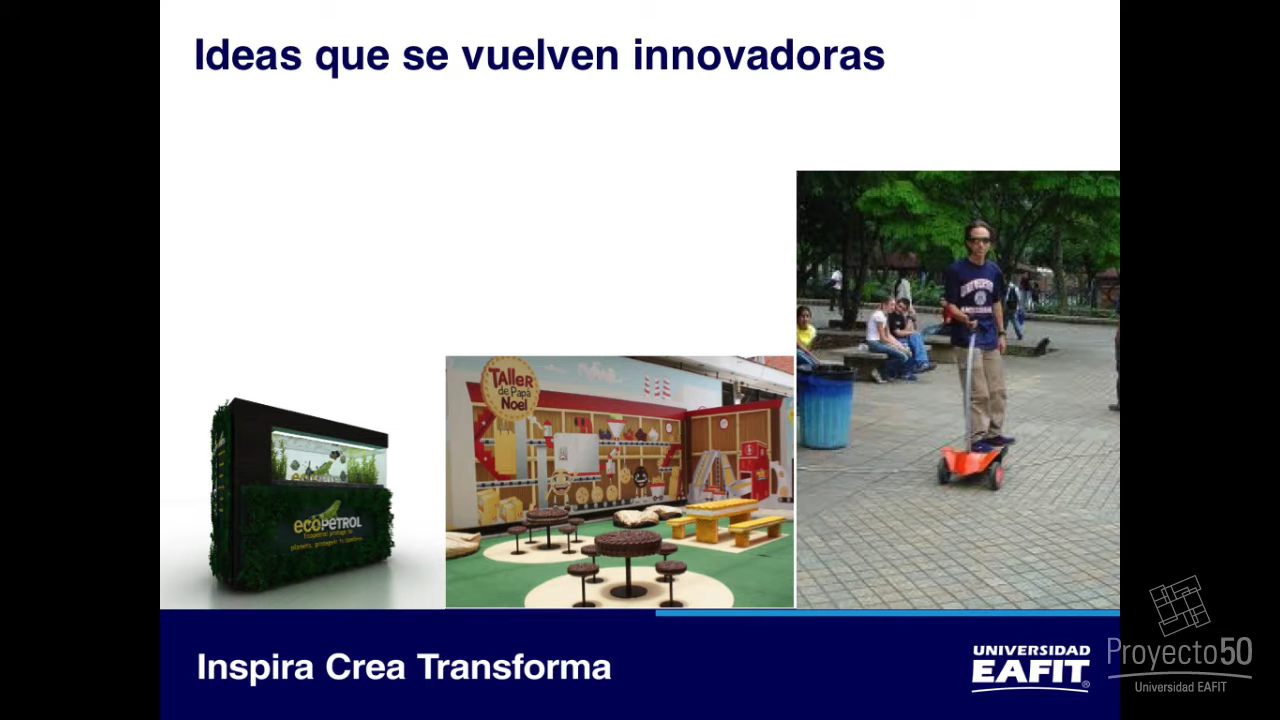 Ideas que se vuelven innovadoras
TALLER
de Papá
Noel
ecoPETROL
Inspira Crea Transforma
UNIVERSIDAD
EAFIT®
Proyecto50
Universidad EAFIT